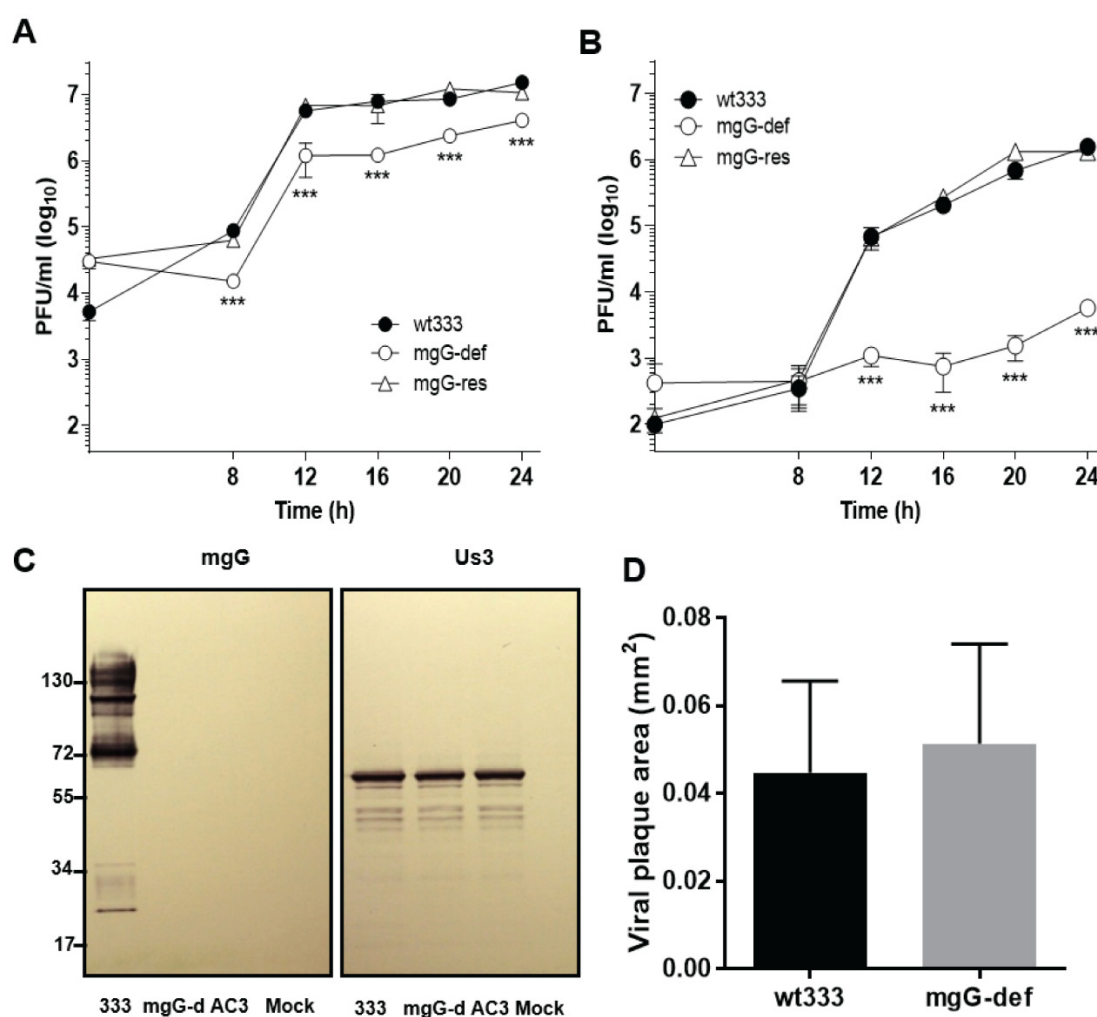 A
PFU/ml (log10)
7
6
5
4
3
2
***
***
***
***
***
wt333
mgG-def
mgG-res
8
12
16
20
24
Time (h)
B
PFU/ml (log10)
7
6
5
4
3
2
wt333
mgG-def
mgG-res
***
***
***
***
8
12
16
20
24
Time (h)
C
mgG
Us3
130
72
55
34
17
333 mgG-d AC3 Mock
333 mgG-d AC3 Mock
D
Viral plaque area (mm2)
0.08
0.06
0.04
0.02
0.00
wt333
mgG-def